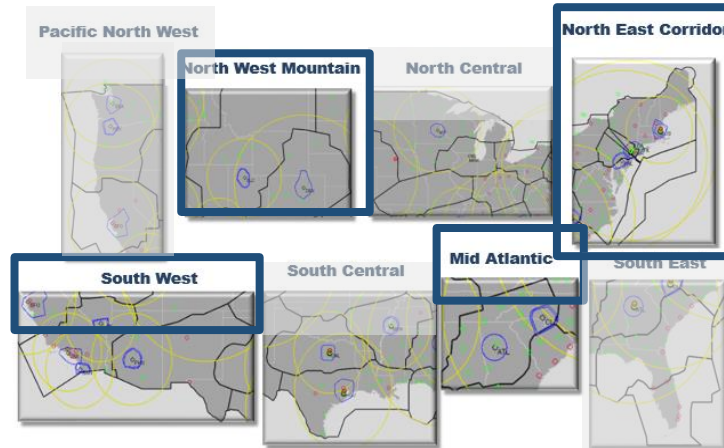 Pacific North West
North West Mountain
North Central
North East Corridor
South West
South Central
Mid Atlantic
South East
ATL